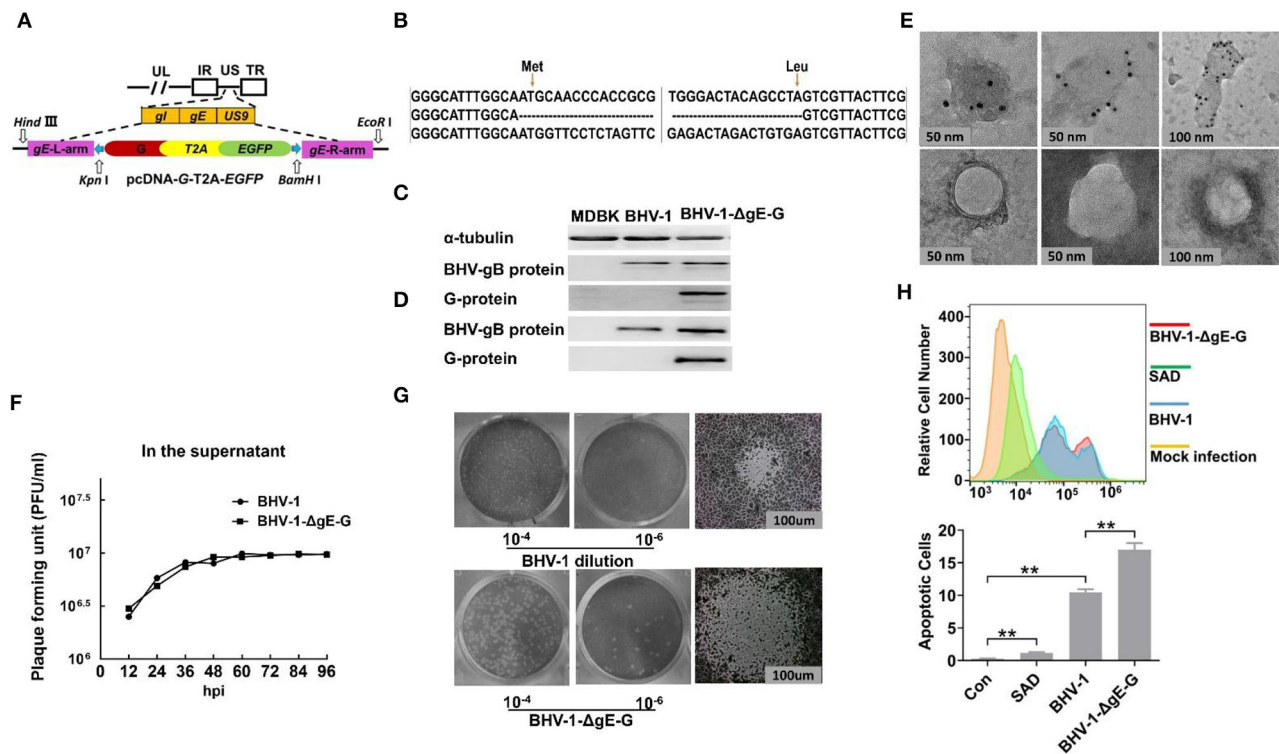 A
UL IR US TR
gI gE US9
Hind III
EcoR I
gE-L-arm G T2A EGFP gE-R-arm
Kpn I pcDNA-G-T2A-EGFP BamH I
B
Met Leu
GGGCATTTGGCAATGCAACCCACCGCG TGGGACTACAGCCTAGTCGTTACTTCG
GGGCATTTGGCA--------------------------- ---------------------------GTCGTTACTTCG
GGGCATTTGGCAATGGTTCCTCTAGTTC GAGACTAGACTGTGAGTCGTTACTTCG
C
MDBK BHV-1 BHV-1-ΔgE-G
α-tubulin
BHV-gB protein
G-protein
D
BHV-gB protein
G-protein
E
50 nm 50 nm 100 nm
50 nm 50 nm 100 nm
F
In the supernatant
Plaque forming unit (PFU/ml)
10^7.5
10^7
10^6.5
10^6
BHV-1
BHV-1-ΔgE-G
0 12 24 36 48 60 72 84 96
hpi
G
100um
10^-4 10^-6
BHV-1 dilution
100um
10^-4 10^-6
BHV-1-ΔgE-G
H
Relative Cell Number
400
300
200
100
0
10^3 10^4 10^5 10^6
BHV-1-ΔgE-G
SAD
BHV-1
Mock infection
Apoptotic Cells
20
15
10
5
0
**
**
**
Con SAD BHV-1 BHV-1-ΔgE-G